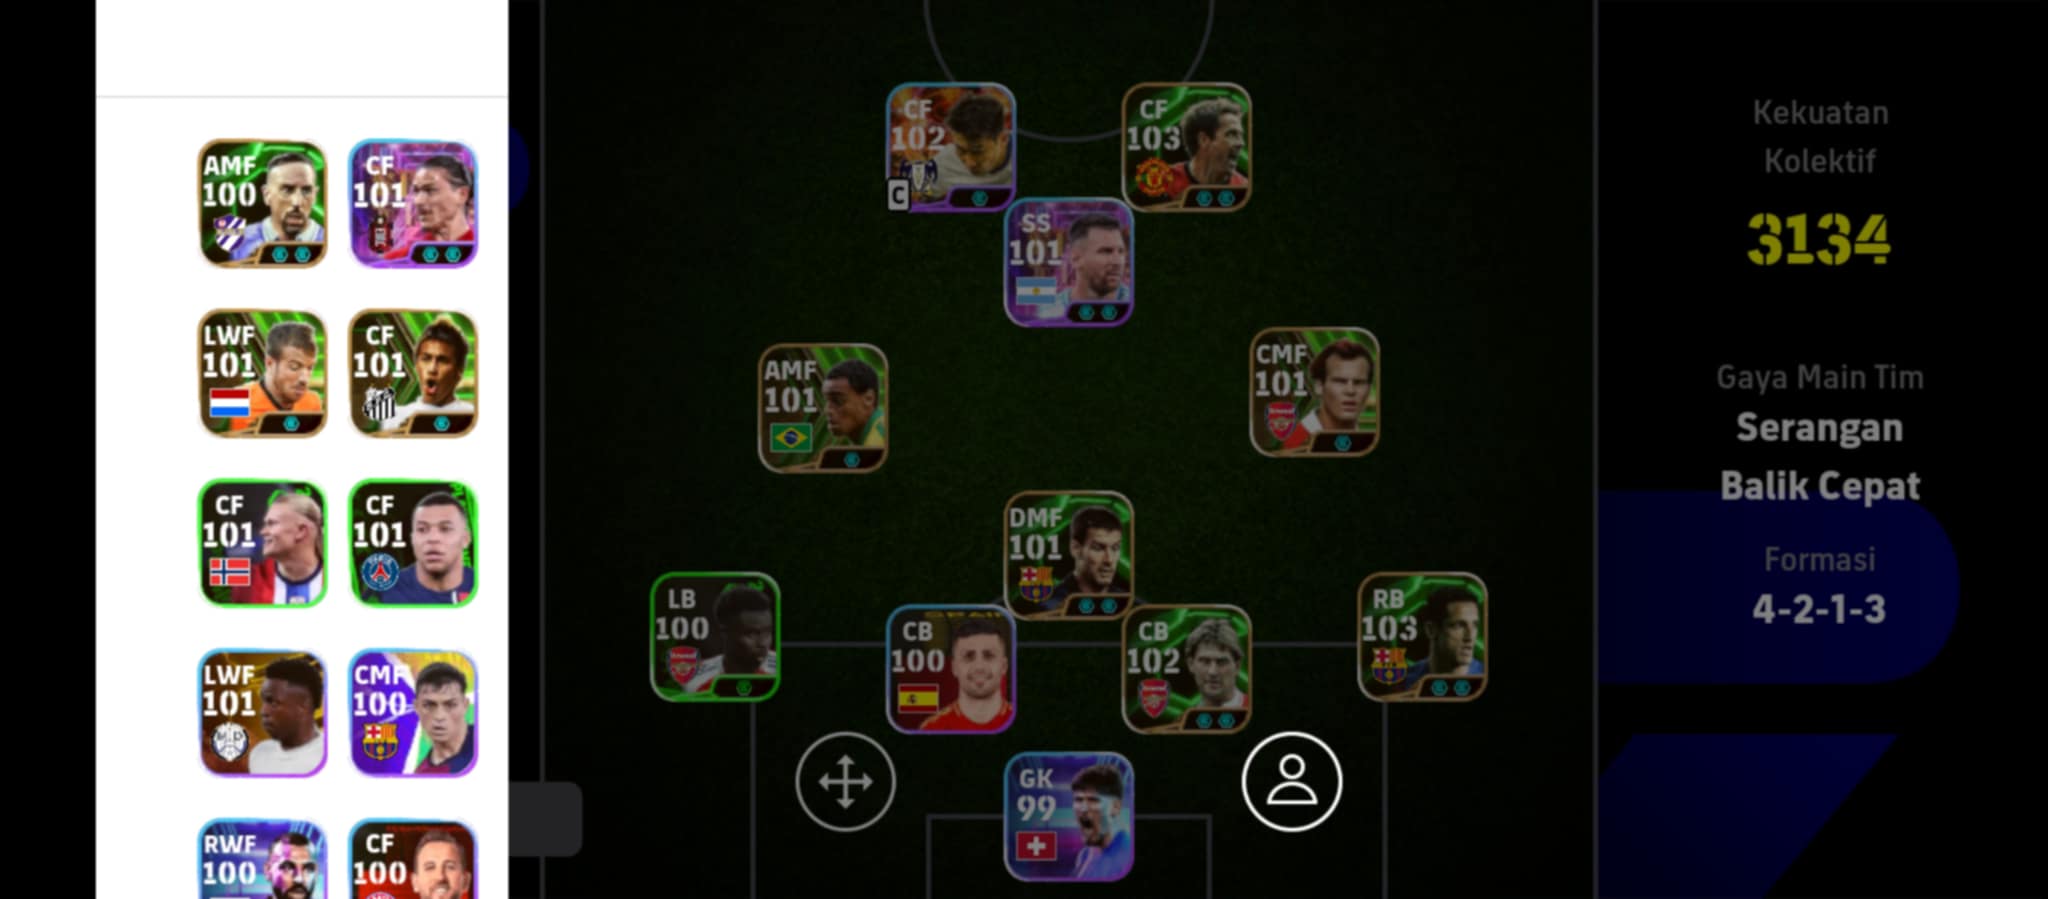 AMF
100
CF
101
LWF
101
CF
101
CF
101
CF
101
LWF
101
CMF
100
RWF
100
CF
100
CF
102
C
CF
103
SS
101
AMF
101
CMF
101
DMF
101
LB
100
CB
100
CB
102
RB
103
GK
99
Kekuatan
Kolektif
3134
Gaya Main Tim
Serangan
Balik Cepat
Formasi
4-2-1-3